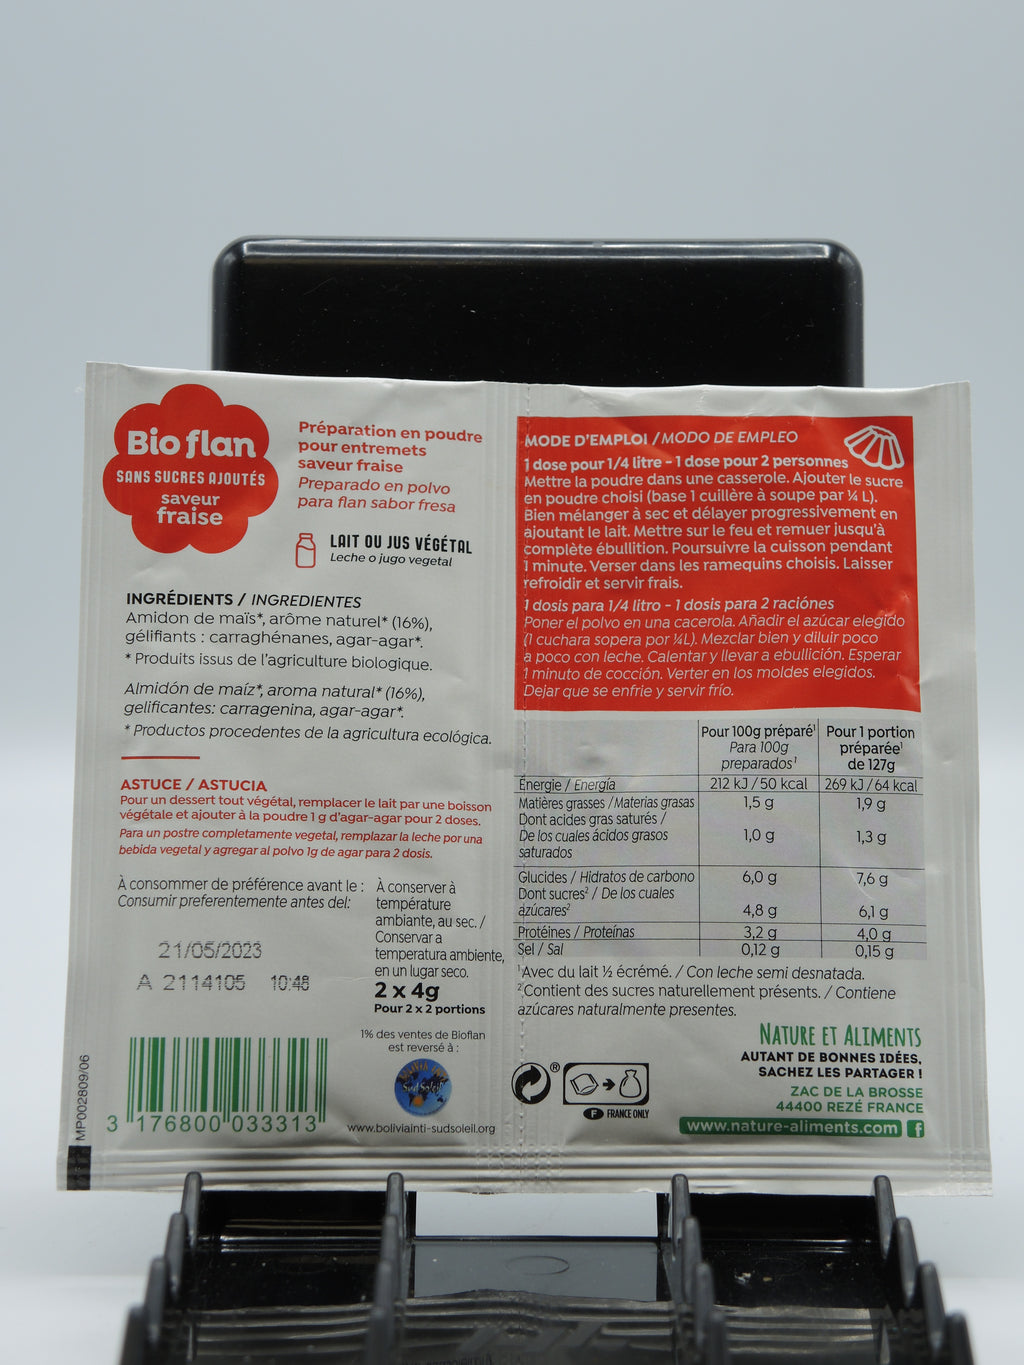 Bio flan
SANS SUCRES AJOUTÉS
saveur
fraise
Préparation en poudre
pour entremets
saveur fraise
Preparado en polvo
para flan sabor fresa
LAIT OU JUS VÉGÉTAL
Leche o jugo vegetal
INGRÉDIENTS / INGREDIENTES
Amidon de maïs*, arôme naturel* (16%),
gélifiants : carraghénanes, agar-agar*.
* Produits issus de l'agriculture biologique.
Almidón de maíz*, aroma natural* (16%),
gelificantes: carragenina, agar-agar*.
* Productos procedentes de la agricultura ecológica.
ASTUCE / ASTUCIA
Pour un dessert tout végétal, remplacer le lait par une boisson
végétale et ajouter à la poudre 1 g d'agar-agar pour 2 doses.
Para un postre completamente vegetal, remplazar la leche por una
bebida vegetal y agregar al polvo 1g de agar para 2 dosis.
À consommer de préférence avant le :
Consumir preferentemente antes del:
21/05/2023
A 2114105 10:48
À conserver à
température
ambiante, au sec. /
Conservar a
temperatura ambiente,
en un lugar seco.
2 x 4g
Pour 2 x 2 portions
1% des ventes de Bioflan
est reversé à :
Sud Soleil
www.boliviainti-sudsoleil.org
3 176800 033313
MP002809/06
MODE D'EMPLOI / MODO DE EMPLEO
1 dose pour 1/4 litre - 1 dose pour 2 personnes
Mettre la poudre dans une casserole. Ajouter le sucre
en poudre choisi (base 1 cuillère à soupe par ¼ L).
Bien mélanger à sec et délayer progressivement en
ajoutant le lait. Mettre sur le feu et remuer jusqu'à
complète ébullition. Poursuivre la cuisson pendant
1 minute. Verser dans les ramequins choisis. Laisser
refroidir et servir frais.
1 dosis para 1/4 litro - 1 dosis para 2 raciónes
Poner el polvo en una cacerola. Añadir el azúcar elegido
(1 cuchara sopera por ¼L). Mezclar bien y diluir poco
a poco con leche. Calentar y llevar a ebullición. Esperar
1 minuto de cocción. Verter en los moldes elegidos.
Dejar que se enfrie y servir frío.
Pour 100g préparé¹
Para 100g
preparados¹
Pour 1 portion
préparée¹
de 127g
Énergie / Energía 212 kJ / 50 kcal 269 kJ / 64 kcal
Matières grasses / Materias grasas 1,5 g 1,9 g
Dont acides gras saturés /
De los cuales ácidos grasos 1,0 g 1,3 g
saturados
Glucides / Hidratos de carbono 6,0 g 7,6 g
Dont sucres² / De los cuales
azúcares² 4,8 g 6,1 g
Protéines / Proteínas 3,2 g 4,0 g
Sel / Sal 0,12 g 0,15 g
¹Avec du lait ½ écrémé. / Con leche semi desnatada.
²Contient des sucres naturellement présents. / Contiene
azúcares naturalmente presentes.
NATURE ET ALIMENTS
AUTANT DE BONNES IDÉES,
SACHEZ LES PARTAGER !
ZAC DE LA BROSSE
44400 REZÉ FRANCE
www.nature-aliments.com f
®
F FRANCE ONLY